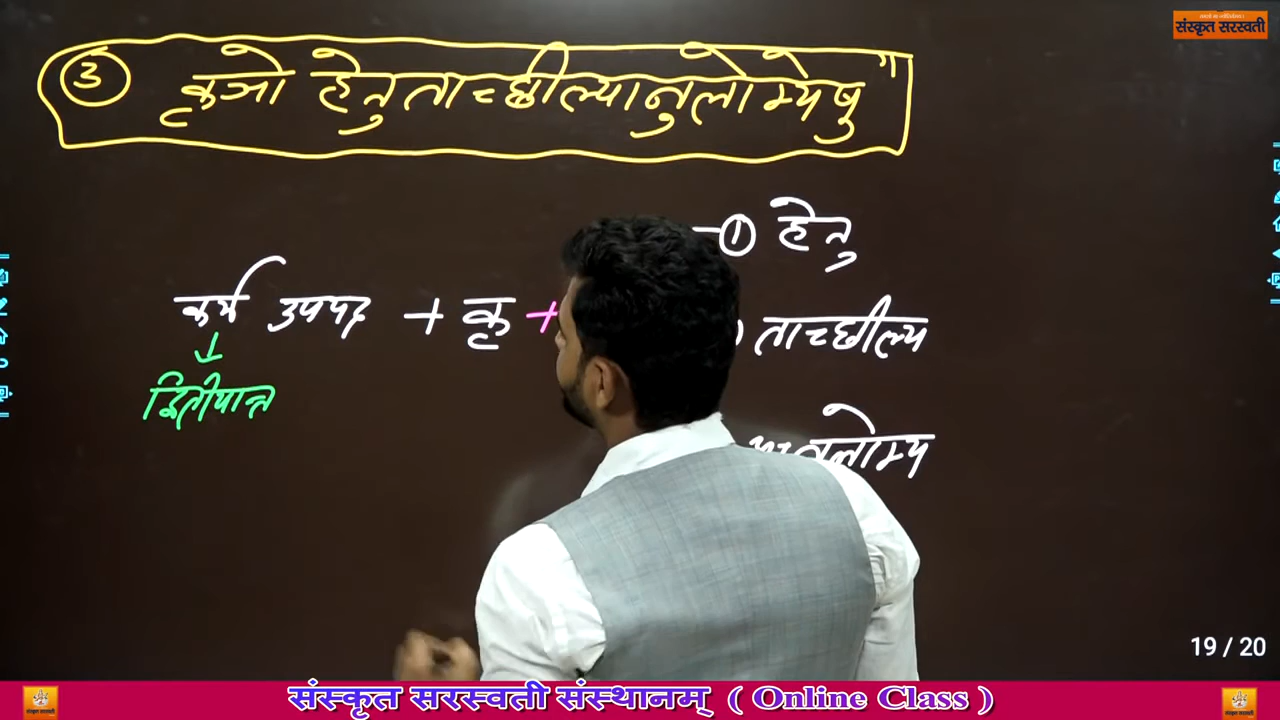 संस्कृत सरस्वती
③ कृञो हेतुताच्छील्यानुलोम्येषु"
① हेतु
कर्म उपपद + कृ +
ताच्छील्य
↓
द्वितीयान्त
नुलोम्य
19 / 20
संस्कृत सरस्वती संस्थानम् ( Online Class )